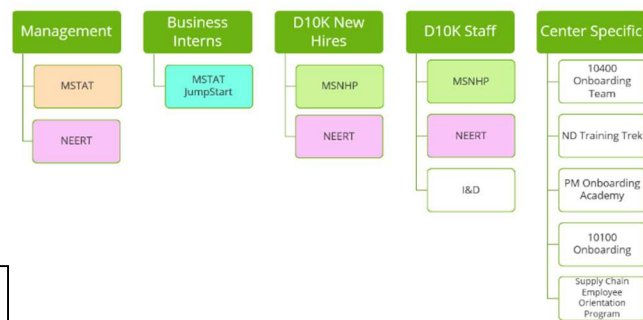 Management
MSTAT
NEERT
Business
Interns
MSTAT
JumpStart
D10K New
Hires
MSNHP
NEERT
D10K Staff
MSNHP
NEERT
I&D
Center Specific
10400
Onboarding
Team
ND Training Trek
PM Onboarding
Academy
10100
Onboarding
Supply Chain
Employee
Orientation
Program